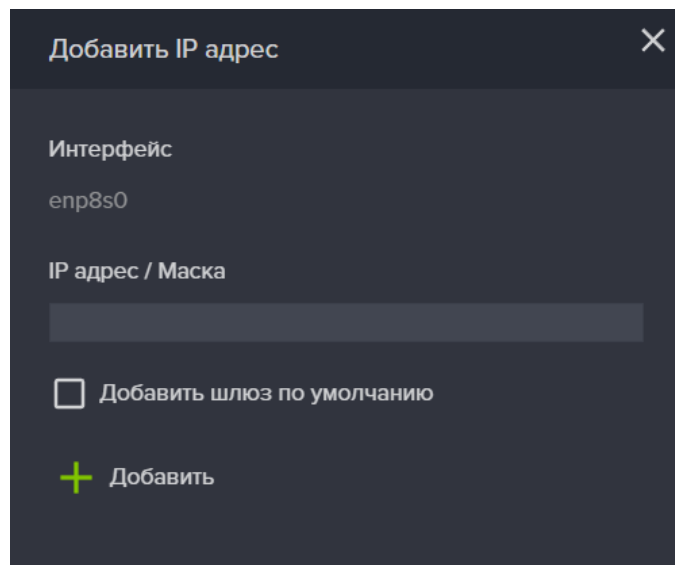 Добавить IP адрес
Интерфейс
enp8s0
IP адрес / Маска
Добавить шлюз по умолчанию
Добавить